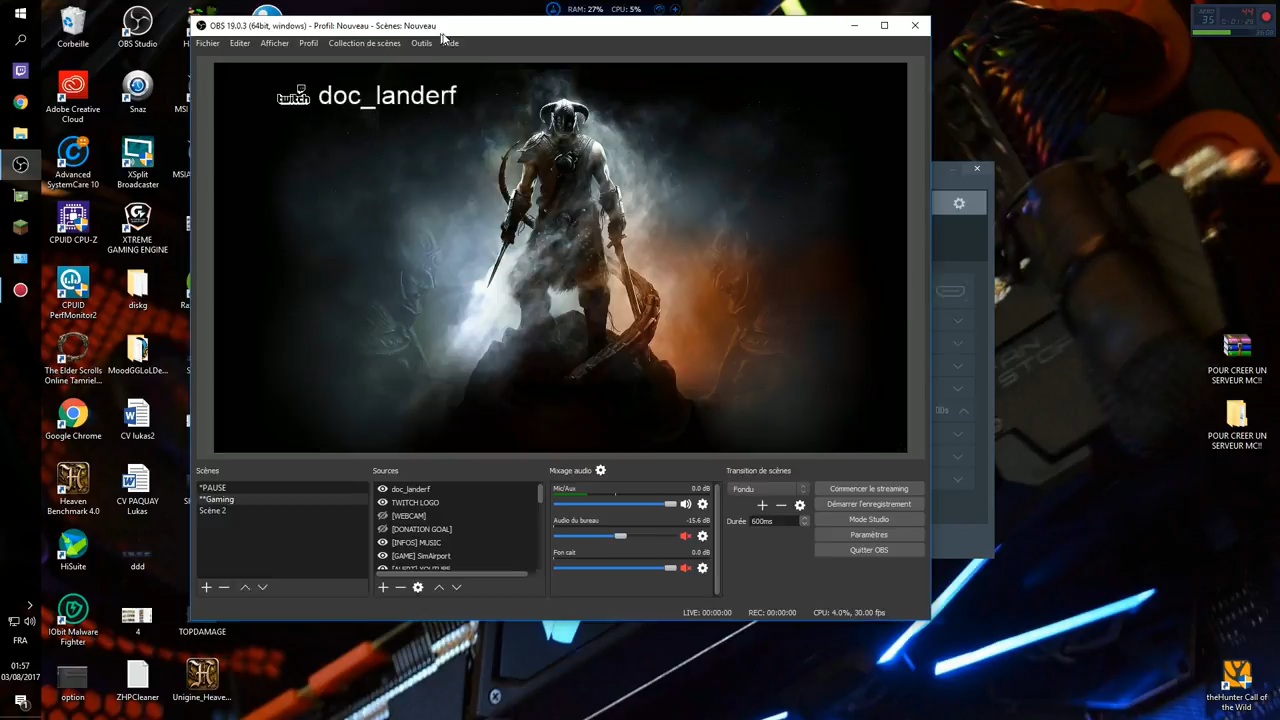 RAM: 27% CPU: 5%
35
44
Corbeille
OBS Studio
Adobe Creative
Cloud
Snaz
Advanced
SystemCare 10
XSplit
Broadcaster
CPUID CPU-Z
XTREME
GAMING ENGINE
CPUID
PerfMonitor2
diskg
The Elder Scrolls
Online Tamriel...
MoodGGLoLDe...
Google Chrome
CV lukas2
Heaven
Benchmark 4.0
CV PAQUAY
Lukas
HiSuite
ddd
IObit Malware
Fighter
4
TOPDAMAGE
option
ZHPCleaner
Unigine_Heave...
FRA
01:57
03/08/2017
OBS 19.0.3 (64bit, windows) - Profil: Nouveau - Scènes: Nouveau
Fichier Editer Afficher Profil Collection de scènes Outils
twitch doc_landerf
Scènes
*PAUSE
**Gaming
Scène 2
Sources
doc_landerf
TWITCH LOGO
[WEBCAM]
[DONATION GOAL]
[INFOS] MUSIC
[GAME] SimAirport
[ALERT] YOUTUBE
Mixage audio
Mic/Aux 0.0 dB
Audio du bureau -15.6 dB
Fon cait 0.0 dB
Transition de scènes
Fondu
Durée 600ms
Commencer le streaming
Démarrer l'enregistrement
Mode Studio
Paramètres
Quitter OBS
LIVE: 00:00:00 REC: 00:00:00 CPU: 4.0%, 30.00 fps
POUR CREER UN
SERVEUR MC!!
POUR CREER UN
SERVEUR MC!!
theHunter Call of
the Wild